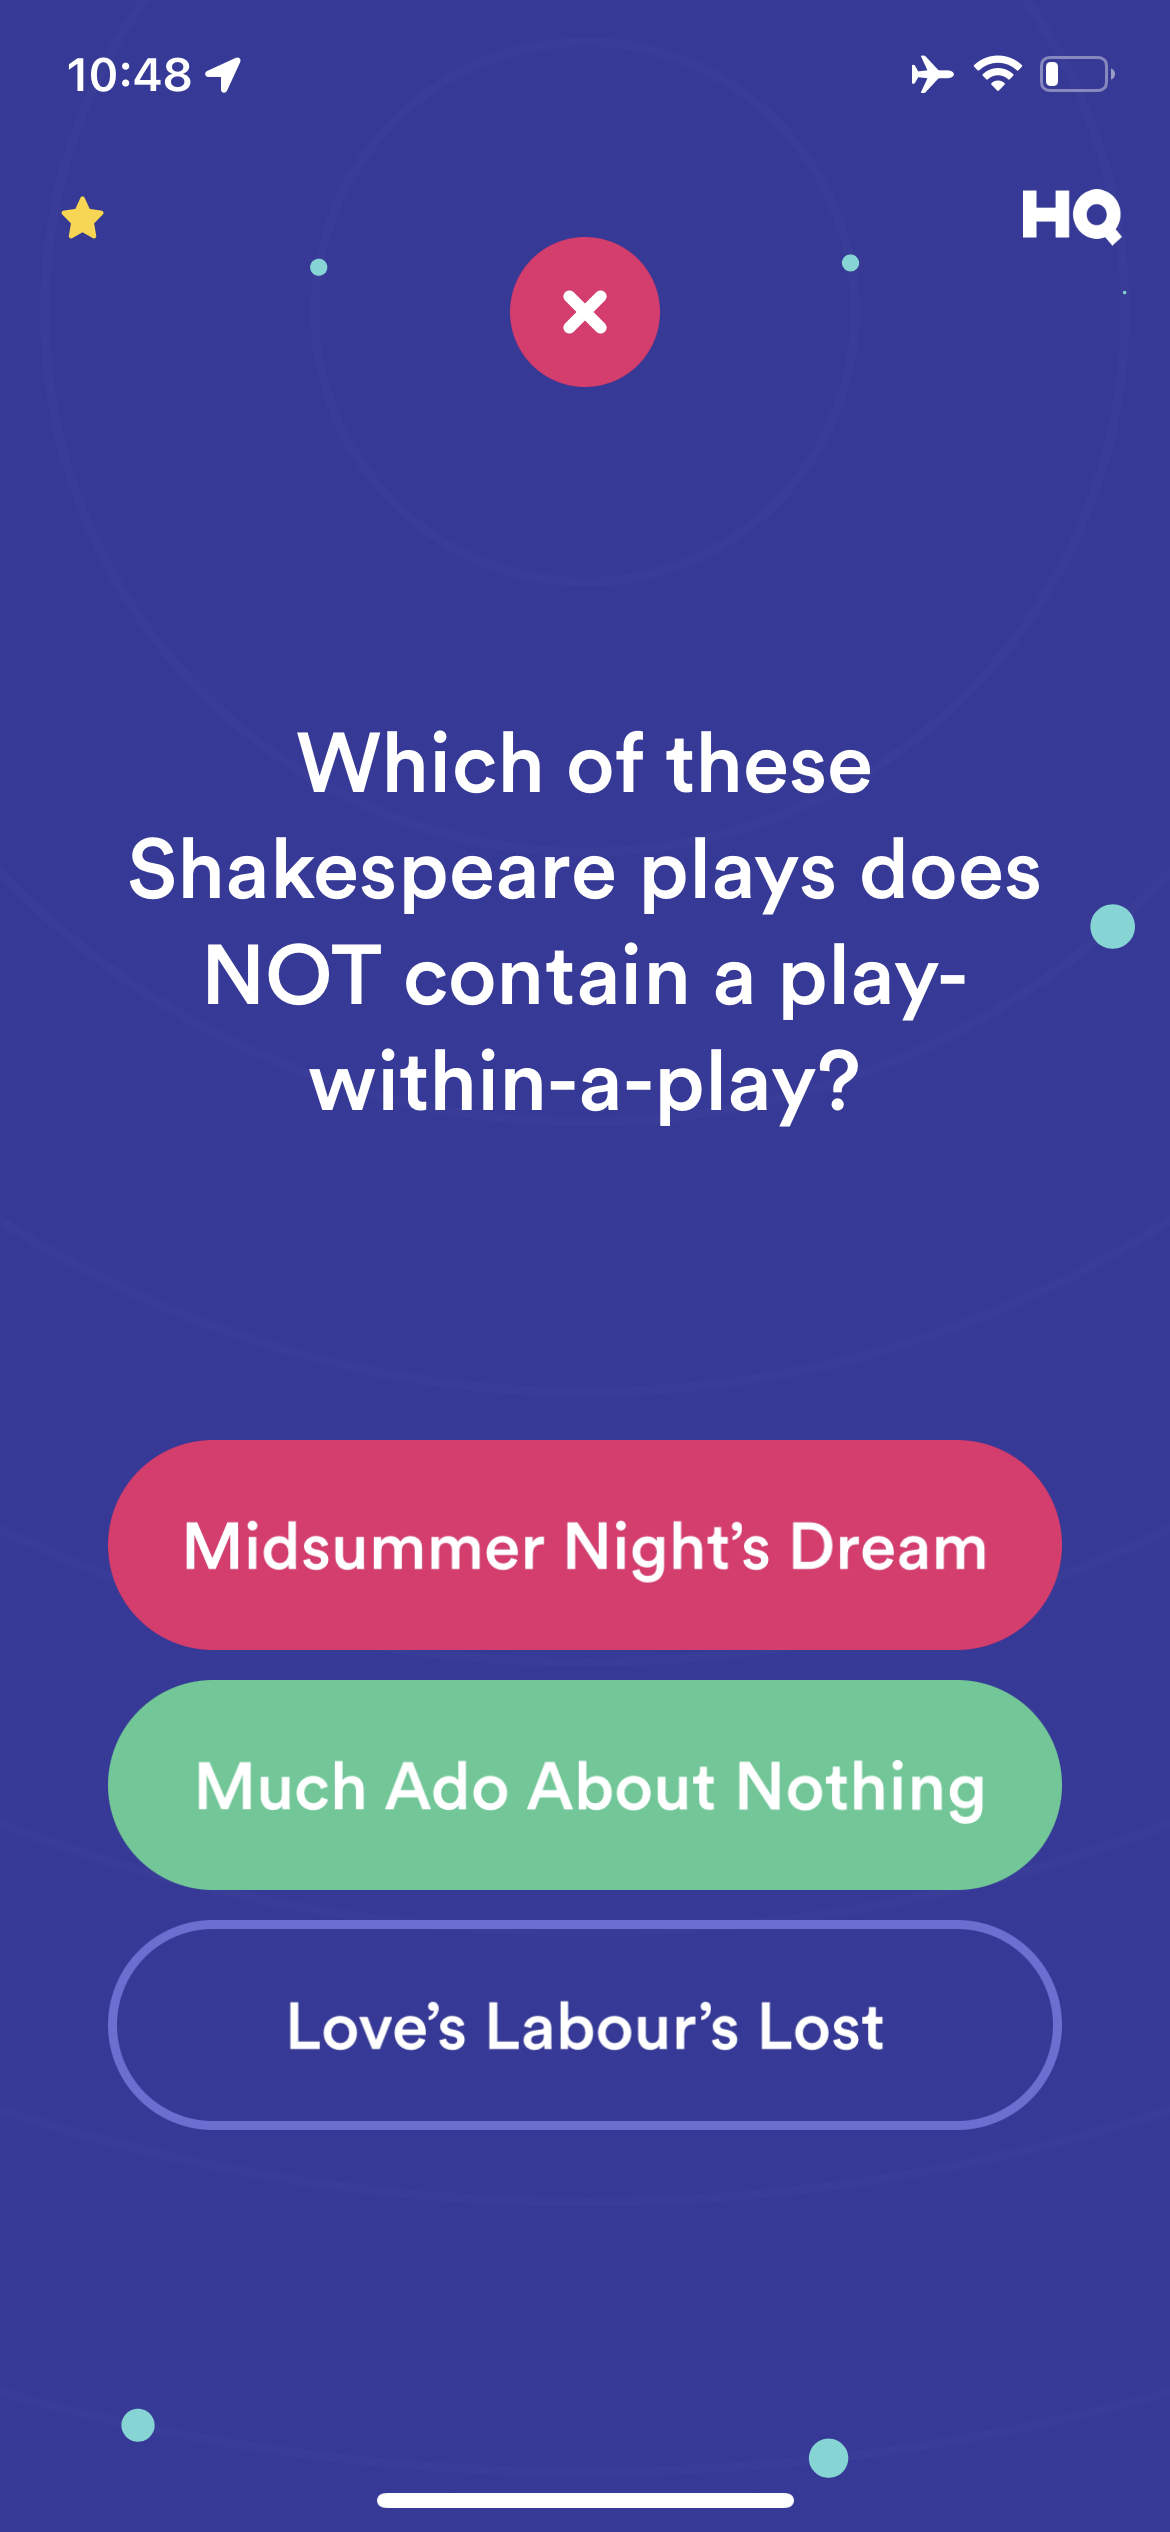 10:48
HQ
Which of these
Shakespeare plays does
NOT contain a play-
within-a-play?
Midsummer Night’s Dream
Much Ado About Nothing
Love’s Labour’s Lost